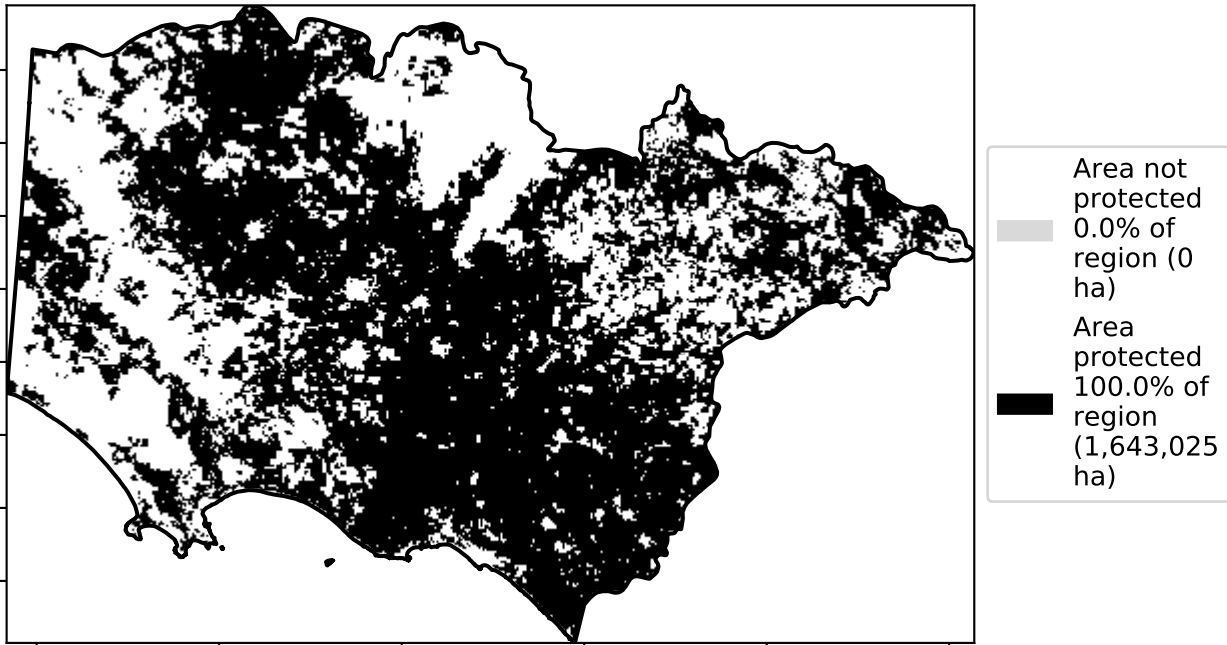 Area not
protected
0.0% of
region (0
ha)
Area
protected
100.0% of
region
(1,643,025
ha)